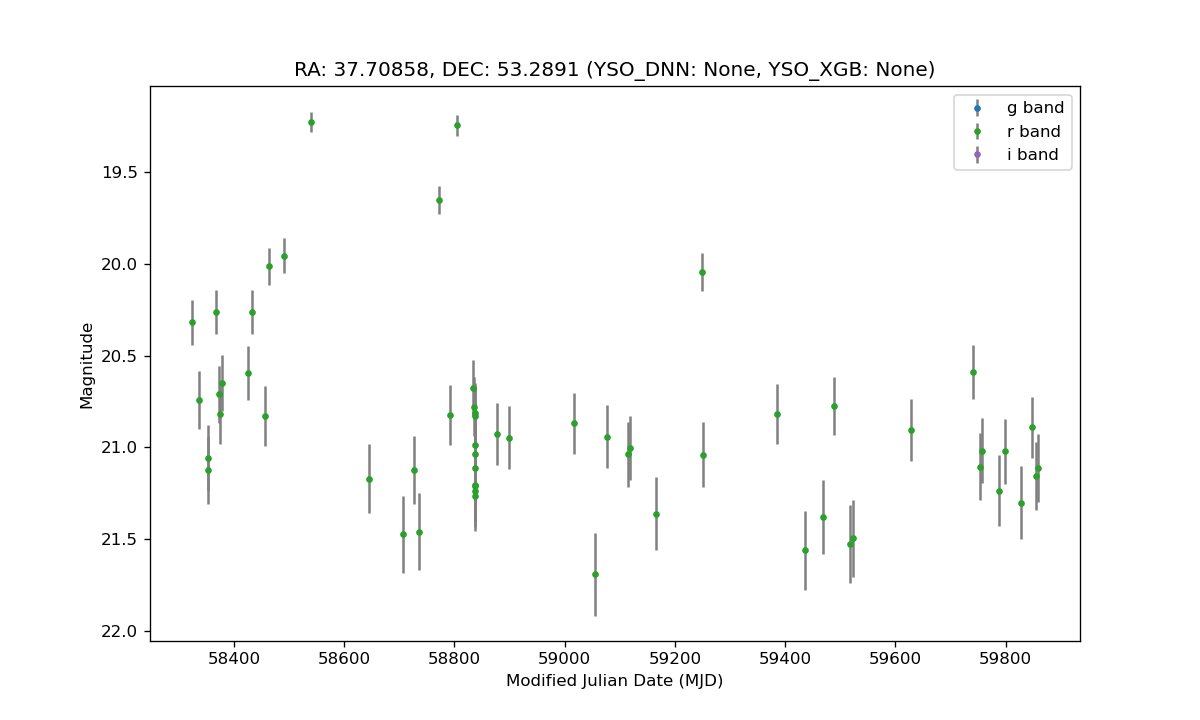 RA: 37.70858, DEC: 53.2891 (YSO_DNN: None, YSO_XGB: None)
g band
r band
i band
19.5
20.0
20.5
21.0
21.5
22.0
Magnitude
58400 58600 58800 59000 59200 59400 59600 59800
Modified Julian Date (MJD)